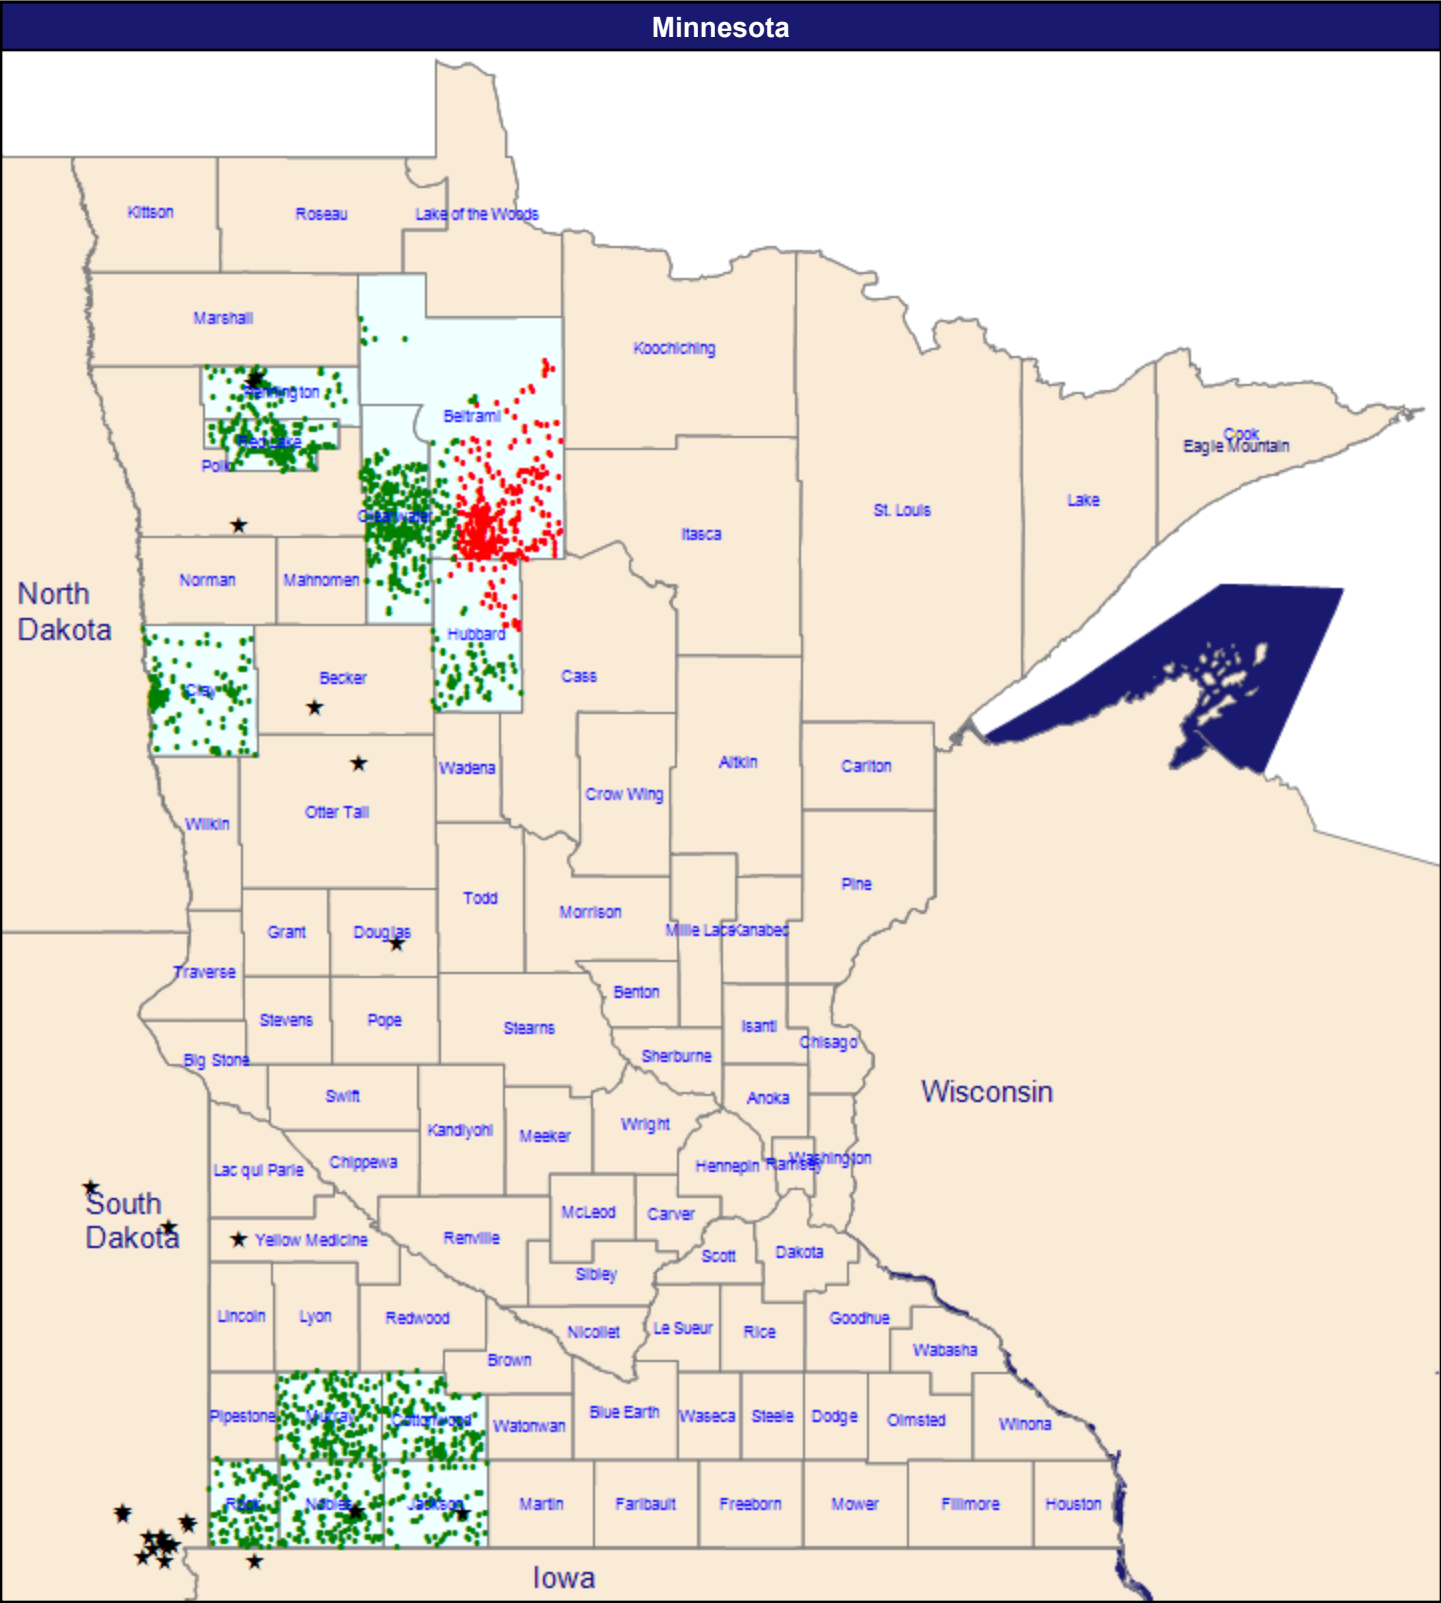 Minnesota
Kittson
Roseau
Lake of the Woods
Marshall
Koochiching
Pennington
Beltrami
Red Lake
Polk
Cook
Eagle Mountain
Clearwater
St. Louis
Lake
Itasca
North
Dakota
Norman
Mahnomen
Hubbard
Clay
Becker
Cass
Wadena
Aitkin
Carlton
Crow Wing
Otter Tail
Wilkin
Todd
Pine
Morrison
Grant
Douglas
Mille Lacs
Kanabec
Traverse
Benton
Stevens
Pope
Stearns
Isanti
Chisago
Big Stone
Sherburne
Swift
Anoka
Wisconsin
Kandiyohi
Meeker
Wright
Lac qui Parle
Chippewa
Hennepin
Ramsey
Washington
South
Dakota
McLeod
Carver
Yellow Medicine
Renville
Scott
Dakota
Sibley
Lincoln
Lyon
Redwood
Nicollet
Le Sueur
Rice
Goodhue
Brown
Wabasha
Pipestone
Murray
Cottonwood
Watonwan
Blue Earth
Waseca
Steele
Dodge
Olmsted
Winona
Rock
Nobles
Jackson
Martin
Faribault
Freeborn
Mower
Fillmore
Houston
Iowa